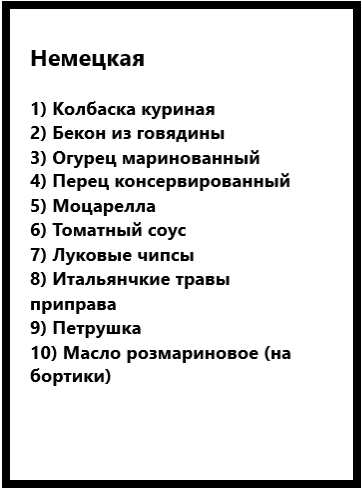 Немецкая
1) Колбаска куриная
2) Бекон из говядины
3) Огурец маринованный
4) Перец консервированный
5) Моцарелла
6) Томатный соус
7) Луковые чипсы
8) Итальянчкие травы
приправа
9) Петрушка
10) Масло розмариновое (на
бортики)